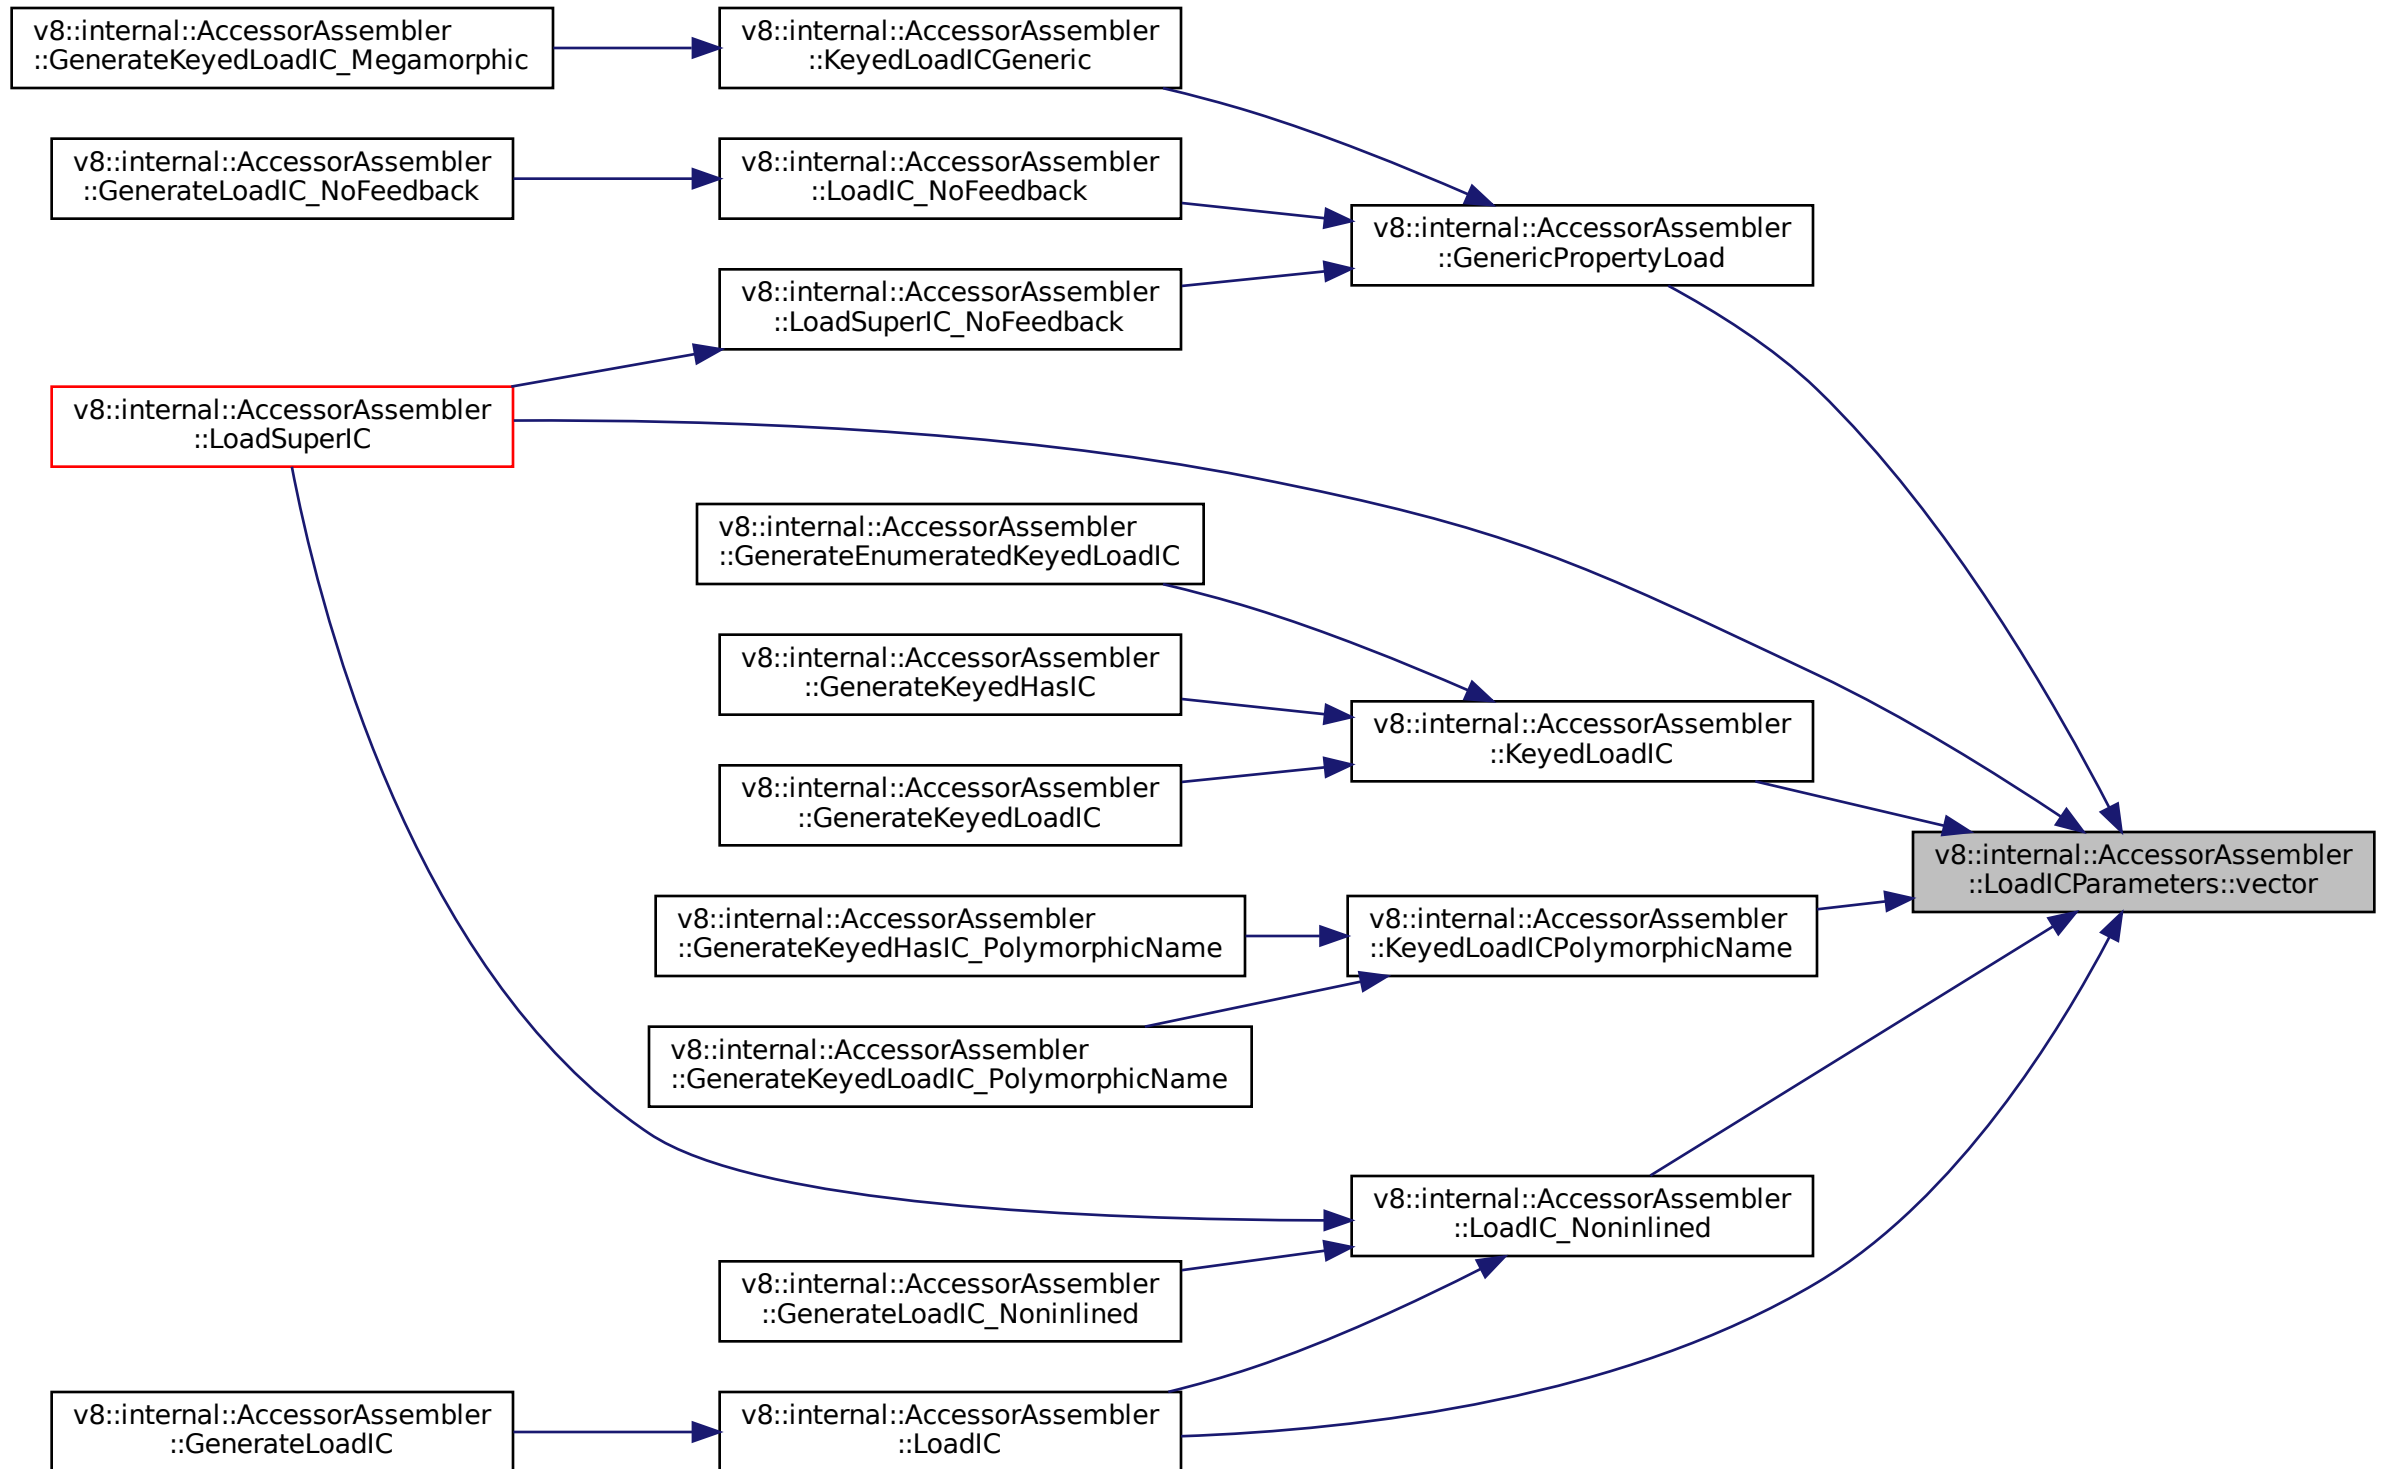 v8::internal::AccessorAssembler
::GenerateKeyedLoadIC_Megamorphic
v8::internal::AccessorAssembler
::KeyedLoadICGeneric
v8::internal::AccessorAssembler
::GenerateLoadIC_NoFeedback
v8::internal::AccessorAssembler
::LoadIC_NoFeedback
v8::internal::AccessorAssembler
::GenericPropertyLoad
v8::internal::AccessorAssembler
::LoadSuperIC_NoFeedback
v8::internal::AccessorAssembler
::LoadSuperIC
v8::internal::AccessorAssembler
::GenerateEnumeratedKeyedLoadIC
v8::internal::AccessorAssembler
::GenerateKeyedHasIC
v8::internal::AccessorAssembler
::KeyedLoadIC
v8::internal::AccessorAssembler
::GenerateKeyedLoadIC
v8::internal::AccessorAssembler
::LoadICParameters::vector
v8::internal::AccessorAssembler
::GenerateKeyedHasIC_PolymorphicName
v8::internal::AccessorAssembler
::KeyedLoadICPolymorphicName
v8::internal::AccessorAssembler
::GenerateKeyedLoadIC_PolymorphicName
v8::internal::AccessorAssembler
::LoadIC_Noninlined
v8::internal::AccessorAssembler
::GenerateLoadIC_Noninlined
v8::internal::AccessorAssembler
::GenerateLoadIC
v8::internal::AccessorAssembler
::LoadIC